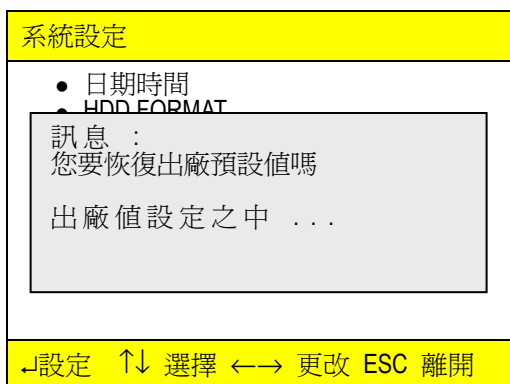 系統設定
● 日期時間
● HDD FORMAT
訊息 :
您要恢復出廠預設值嗎
出廠值設定之中 ...
↵設定 ↑↓ 選擇 ←→ 更改 ESC 離開